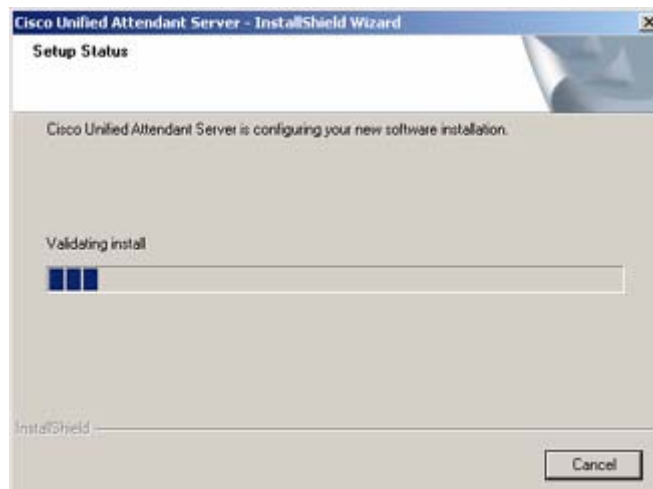 Cisco Unified Attendant Server - InstallShield Wizard
Setup Status
Cisco Unified Attendant Server is configuring your new software installation.
Validating install
InstallShield
Cancel